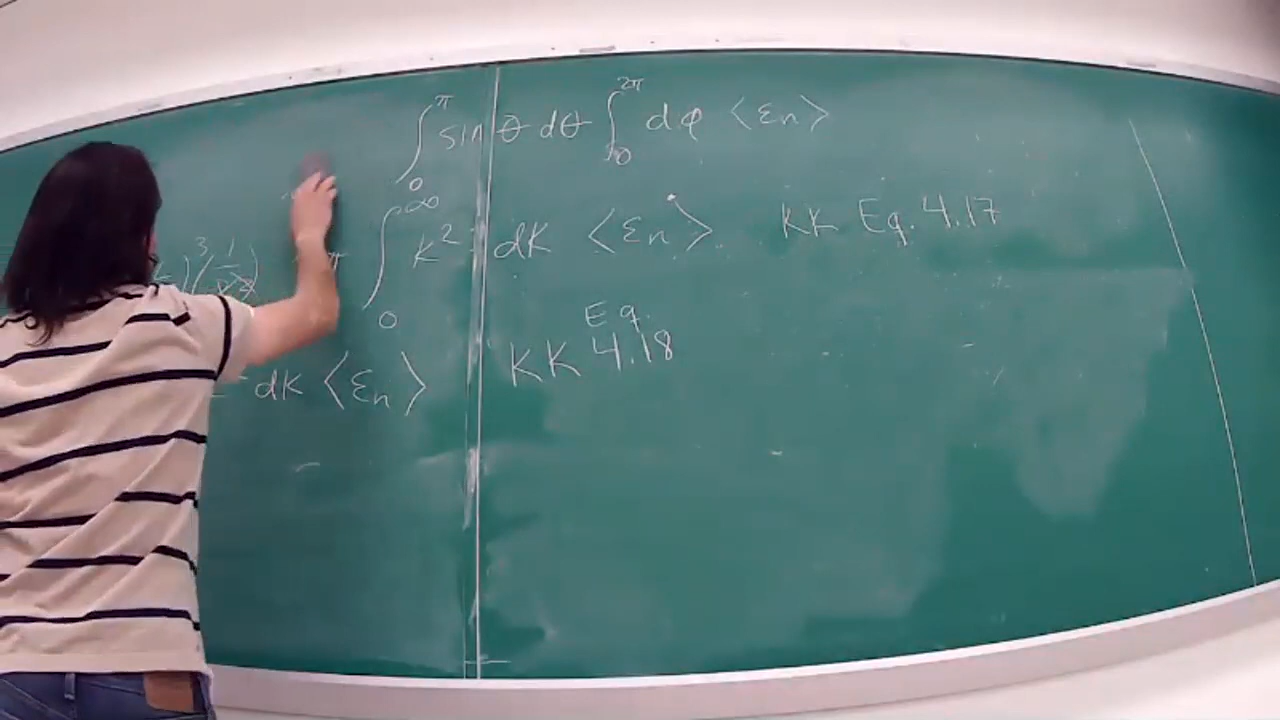 ∫₀^π sin θ dθ ∫₀^2π dφ ⟨εn⟩
π ∫₀^∞ k² dk ⟨εn⟩ KK Eq. 4.17
dk ⟨εn⟩ KK Eq. 4.18